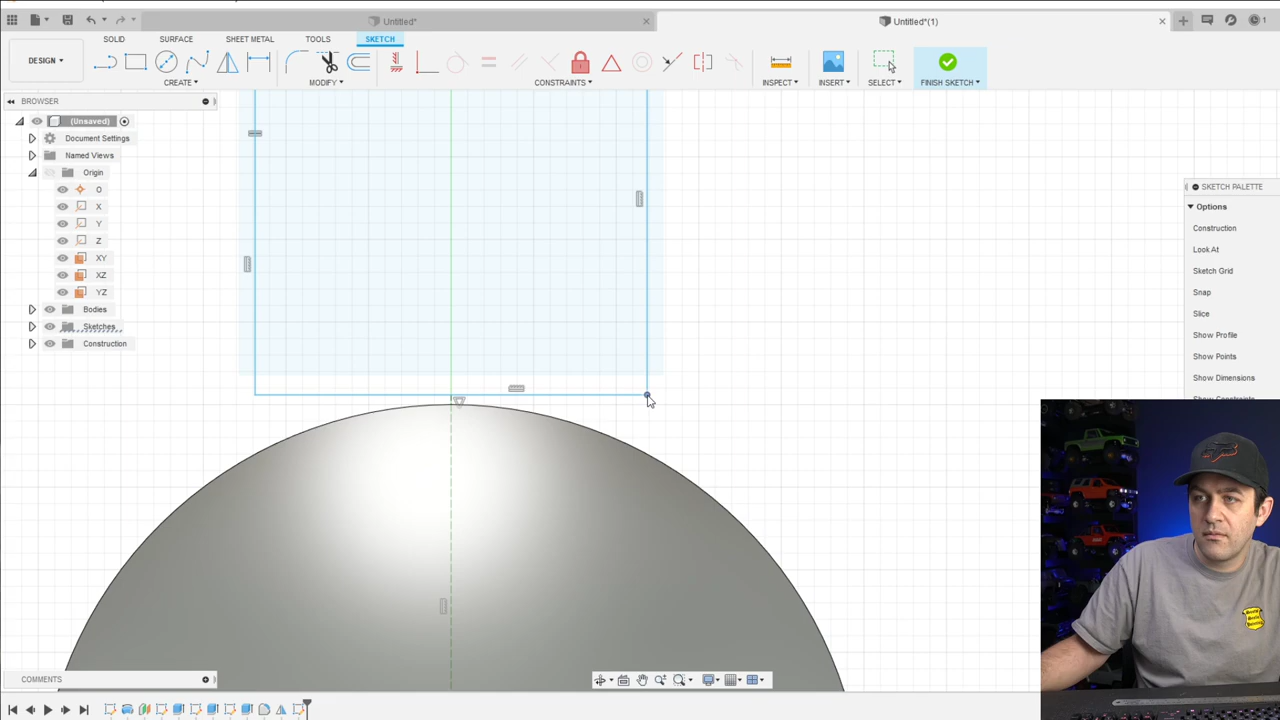 Untitled*
Untitled*(1)
1
SOLID
SURFACE
SHEET METAL
TOOLS
SKETCH
DESIGN
CREATE
MODIFY
CONSTRAINTS
INSPECT
INSERT
SELECT
FINISH SKETCH
BROWSER
(Unsaved)
Document Settings
Named Views
Origin
O
X
Y
Z
XY
XZ
YZ
Bodies
Sketches
Construction
SKETCH PALETTE
Options
Construction
Look At
Sketch Grid
Snap
Slice
Show Profile
Show Points
Show Dimensions
COMMENTS